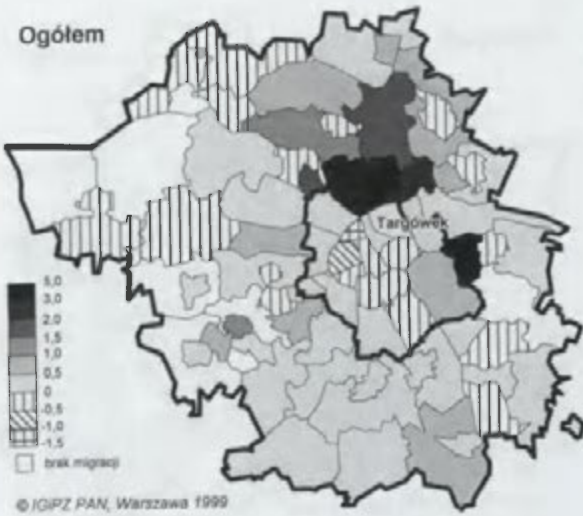 Ogółem
Targówek
5,0
3,0
2,0
1,5
1,0
0,5
0
-0,5
-1,0
-1,5
brak migracji
© IGiPZ PAN, Warszawa 1999